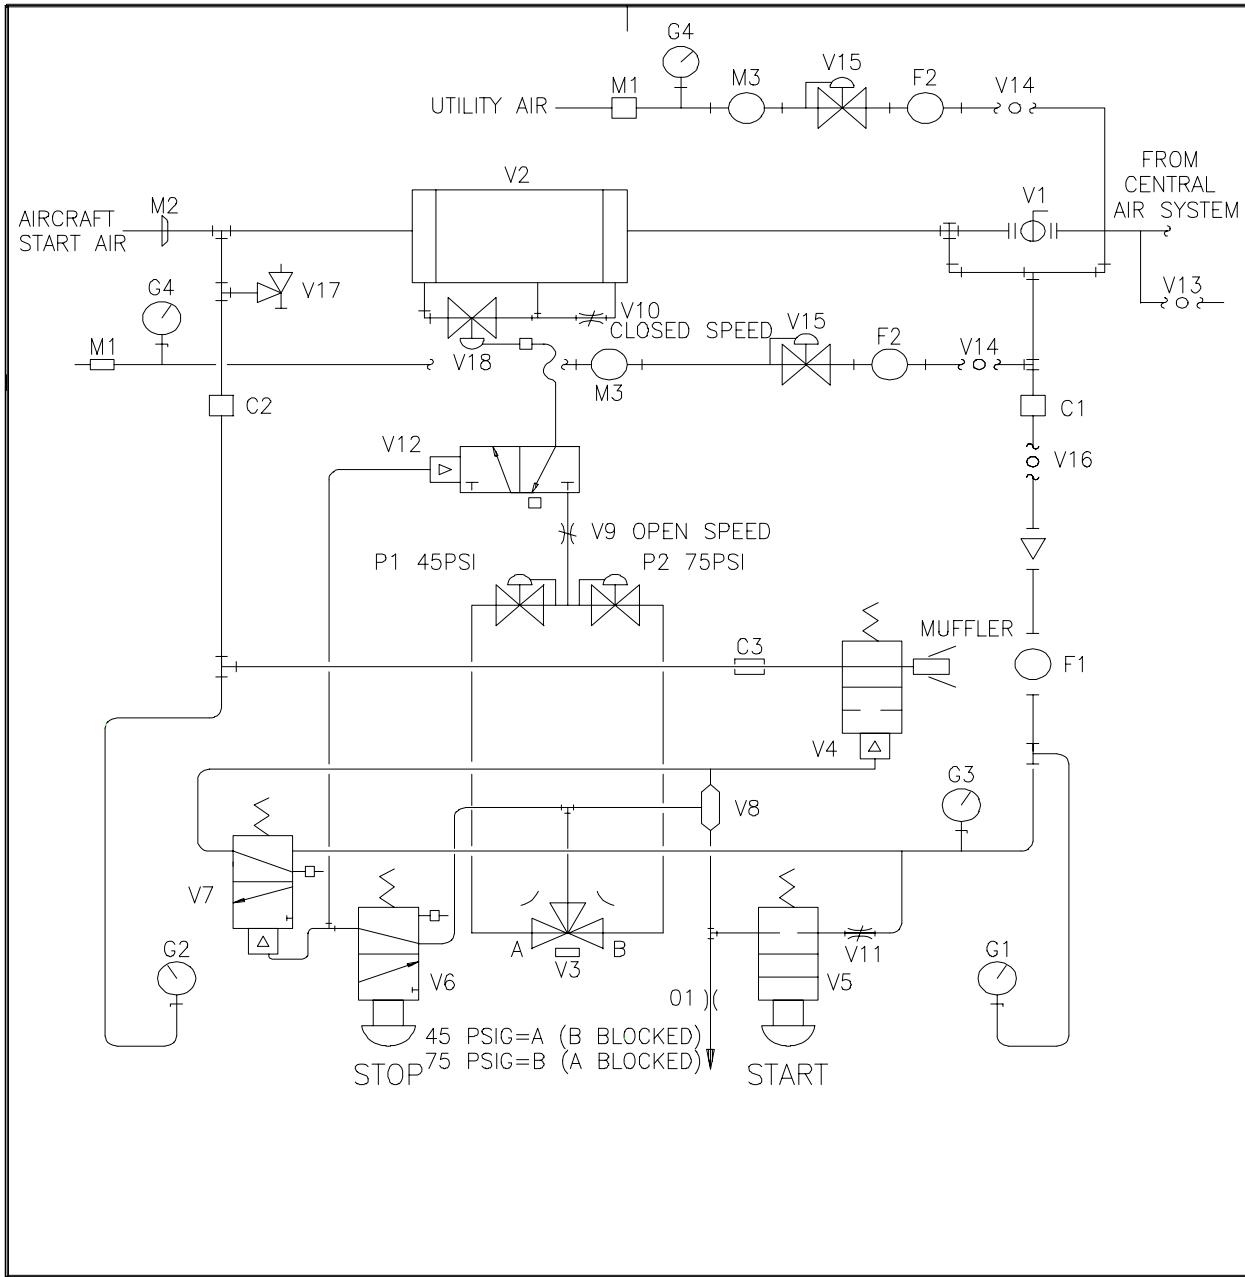 G4
V15
M1
M3
F2
V14
UTILITY AIR
FROM
CENTRAL
AIR SYSTEM
V2
V1
M2
AIRCRAFT
START AIR
V17
G4
V10
CLOSED SPEED
V15
V13
M1
V18
M3
F2
V14
C2
C1
V12
V16
V9 OPEN SPEED
P1 45PSI
P2 75PSI
MUFFLER
C3
F1
V4
G3
V8
V7
G2
A
V3
B
V11
G1
V6
V5
O1
45 PSIG=A (B BLOCKED)
75 PSIG=B (A BLOCKED)
STOP
START